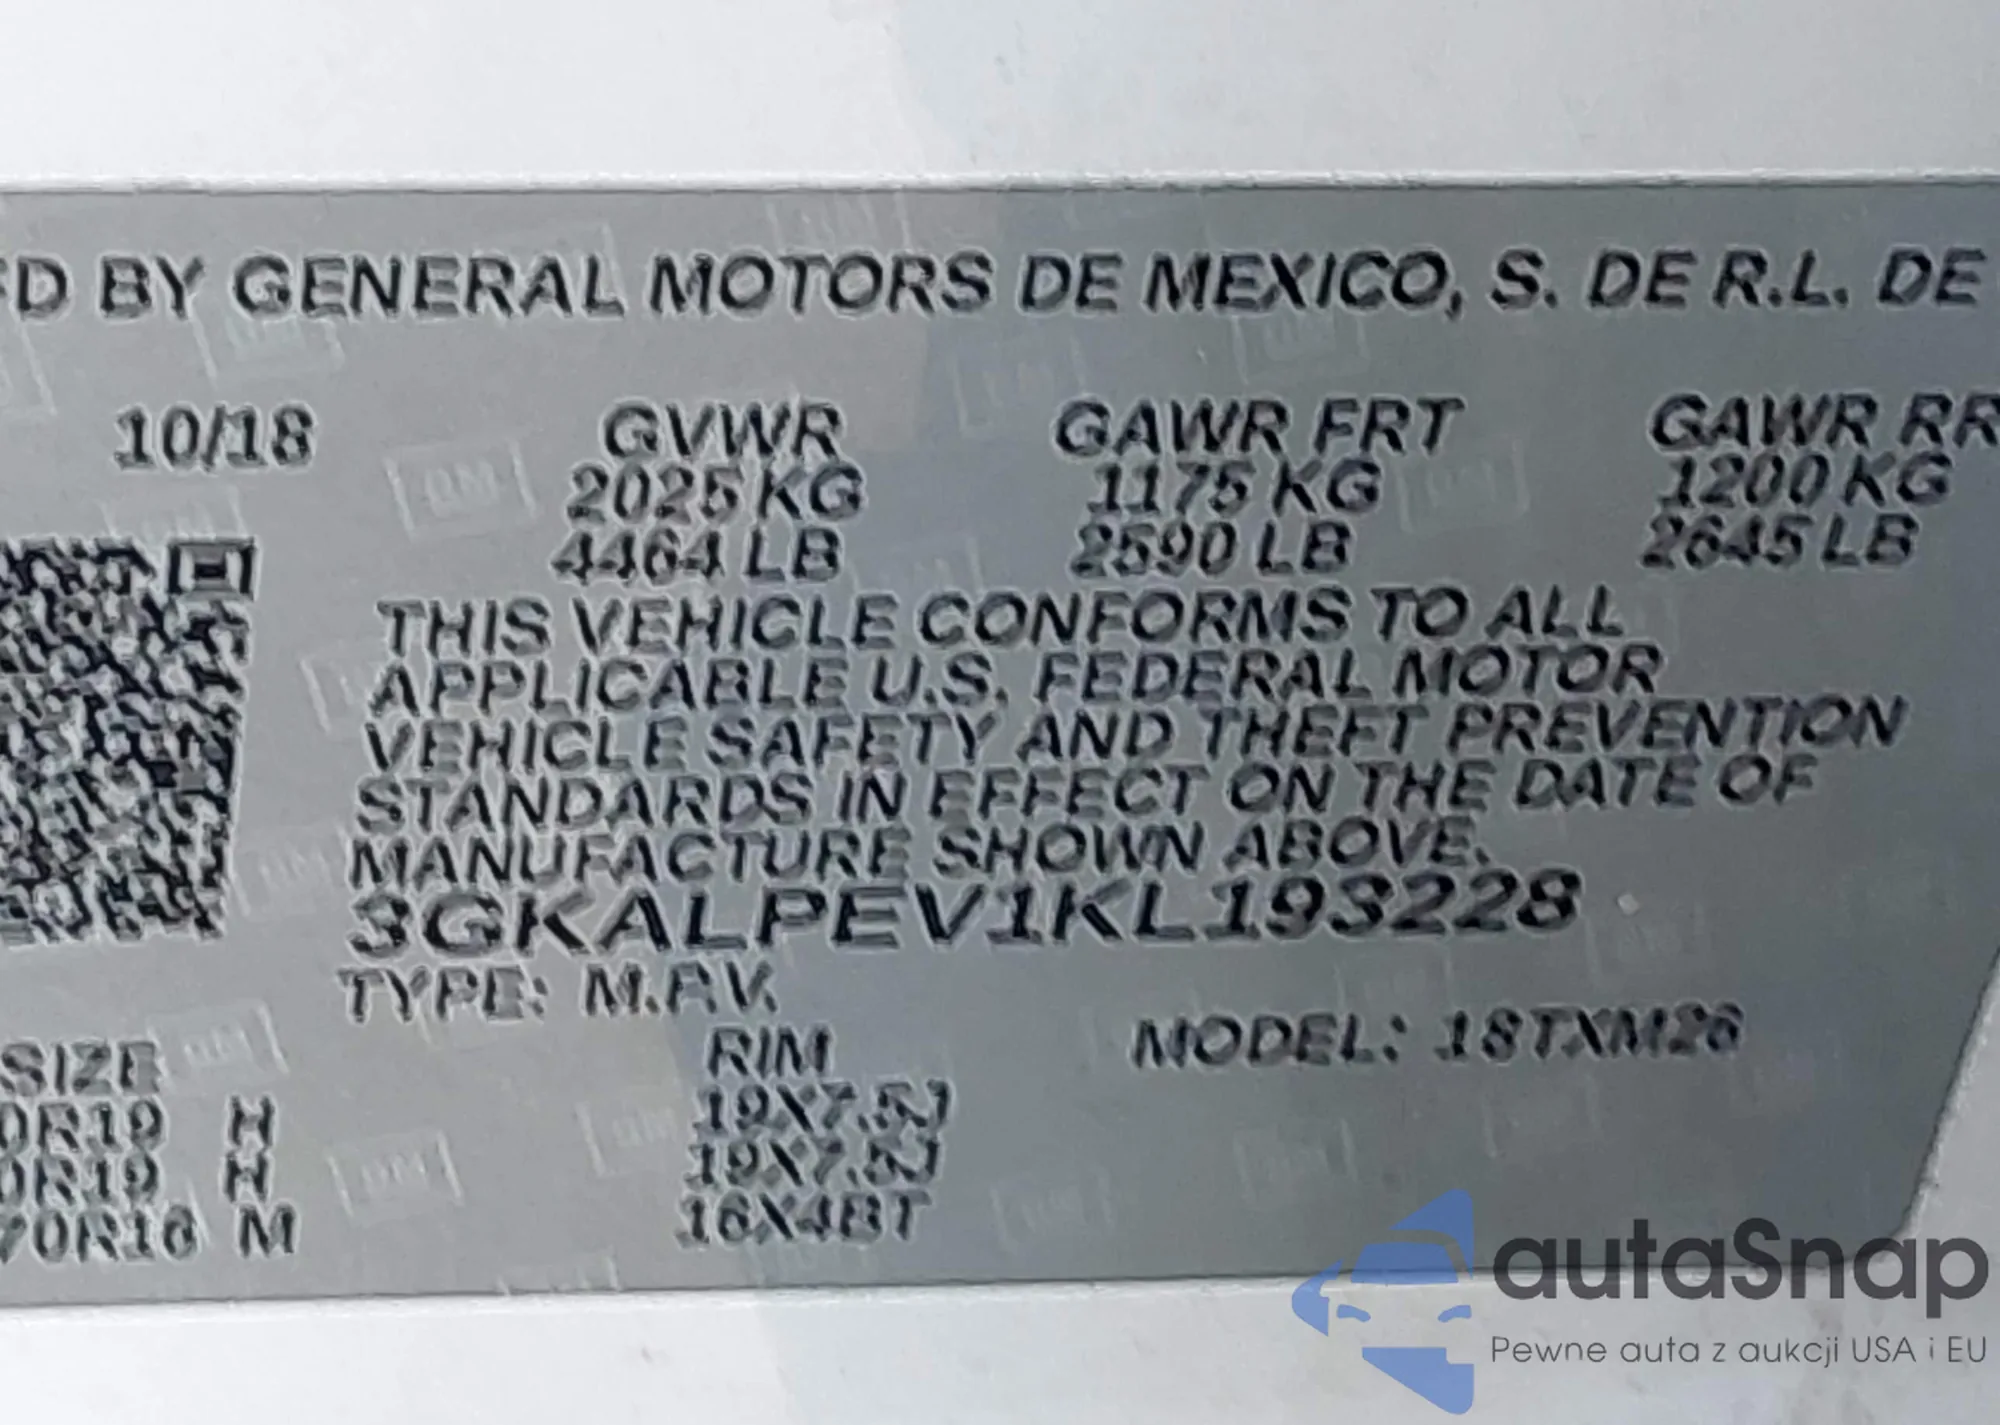 ED BY GENERAL MOTORS DE MEXICO, S. DE R.L. DE
10/18 GVWR GAWR FRT GAWR RR
2025 KG 1175 KG 1200 KG
4464 LB 2590 LB 2645 LB
THIS VEHICLE CONFORMS TO ALL
APPLICABLE U.S. FEDERAL MOTOR
VEHICLE SAFETY AND THEFT PREVENTION
STANDARDS IN EFFECT ON THE DATE OF
MANUFACTURE SHOWN ABOVE.
3GKALPEV1KL193228
TYPE: M.P.V.
SIZE RIM MODEL: 18TXM26
0R19 H 19X7.5J
0R19 H 19X7.5J
70R16 M 16X4BT
autaSnap
Pewne auta z aukcji USA i EU